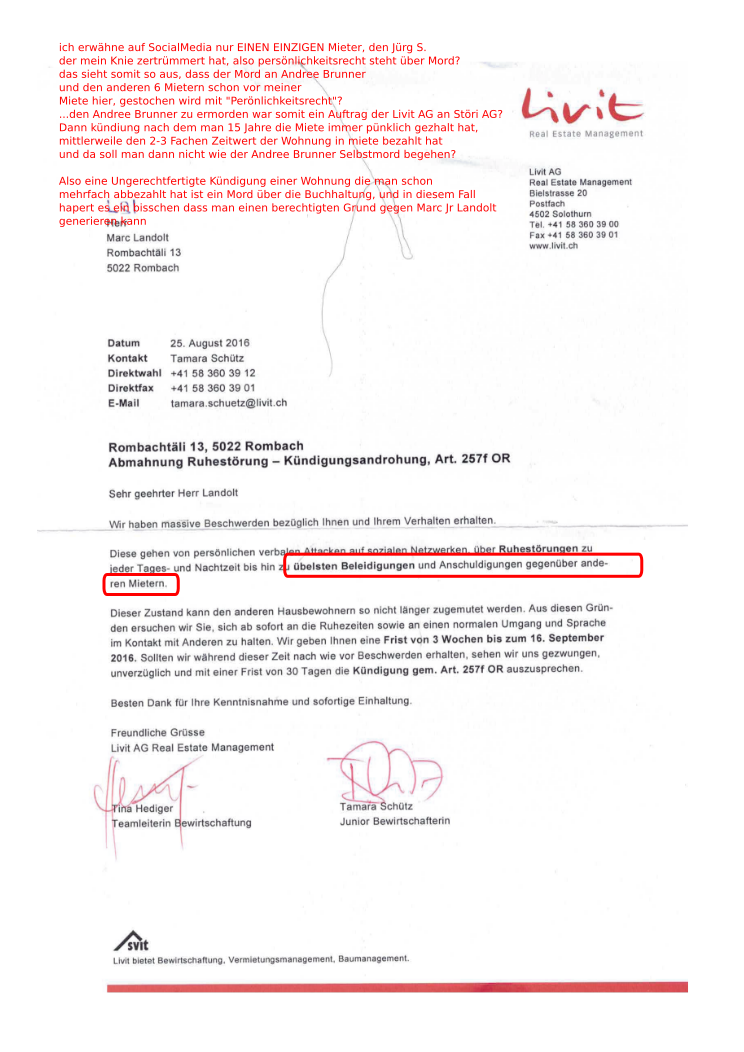 ich erwähne auf SocialMedia nur EINEN EINZIGEN Mieter, den Jürg S.
der mein Knie zertrümmert hat, also persönlichkeitsrecht steht über Mord?
das sieht somit so aus, dass der Mord an Andree Brunner
und den anderen 6 Mietern schon vor meiner
Miete hier, gestochen wird mit "Perönlichkeitsrecht"?
...den Andree Brunner zu ermorden war somit ein Auftrag der Livit AG an Störi AG?
Dann kündiung nach dem man 15 Jahre die Miete immer pünklich gezhalt hat,
mittlerweile den 2-3 Fachen Zeitwert der Wohnung in miete bezahlt hat
und da soll man dann nicht wie der Andree Brunner Selbstmord begehen?
Also eine Ungerechtfertigte Kündigung einer Wohnung die man schon
mehrfach abbezahlt hat ist ein Mord über die Buchhaltung, und in diesem Fall
hapert es ein bisschen dass man einen berechtigten Grund gegen Marc Jr Landolt
generieren kann
Livit
Real Estate Management
Livit AG
Real Estate Management
Bielstrasse 20
Postfach
4502 Solothurn
Tel. +41 58 360 39 00
Fax +41 58 360 39 01
www.livit.ch
Herr
Marc Landolt
Rombachtäli 13
5022 Rombach
Datum 25. August 2016
Kontakt Tamara Schütz
Direktwahl +41 58 360 39 12
Direktfax +41 58 360 39 01
E-Mail tamara.schuetz@livit.ch
Rombachtäli 13, 5022 Rombach
Abmahnung Ruhestörung – Kündigungsandrohung, Art. 257f OR
Sehr geehrter Herr Landolt
Wir haben massive Beschwerden bezüglich Ihnen und Ihrem Verhalten erhalten.
Diese gehen von persönlichen verbalen Attacken auf sozialen Netzwerken, über Ruhestörungen zu
jeder Tages- und Nachtzeit bis hin zu übelsten Beleidigungen und Anschuldigungen gegenüber ande-
ren Mietern.
Dieser Zustand kann den anderen Hausbewohnern so nicht länger zugemutet werden. Aus diesen Grün-
den ersuchen wir Sie, sich ab sofort an die Ruhezeiten sowie an einen normalen Umgang und Sprache
im Kontakt mit Anderen zu halten. Wir geben Ihnen eine Frist von 3 Wochen bis zum 16. September
2016. Sollten wir während dieser Zeit nach wie vor Beschwerden erhalten, sehen wir uns gezwungen,
unverzüglich und mit einer Frist von 30 Tagen die Kündigung gem. Art. 257f OR auszusprechen.
Besten Dank für Ihre Kenntnisnahme und sofortige Einhaltung.
Freundliche Grüsse
Livit AG Real Estate Management
Tina Hediger
Teamleiterin Bewirtschaftung
Tamara Schütz
Junior Bewirtschafterin
svit
Livit bietet Bewirtschaftung, Vermietungsmanagement, Baumanagement.